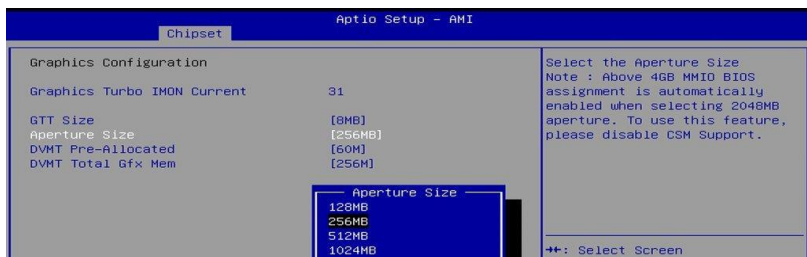 Aptio Setup – AMI
Chipset
Graphics Configuration
Graphics Turbo IMON Current 31
GTT Size [8MB]
Aperture Size [256MB]
DVMT Pre-Allocated [60M]
DVMT Total Gfx Mem [256M]
Aperture Size
128MB
256MB
512MB
1024MB
Select the Aperture Size
Note : Above 4GB MMIO BIOS
assignment is automatically
enabled when selecting 2048MB
aperture. To use this feature,
please disable CSM Support.
→←: Select Screen